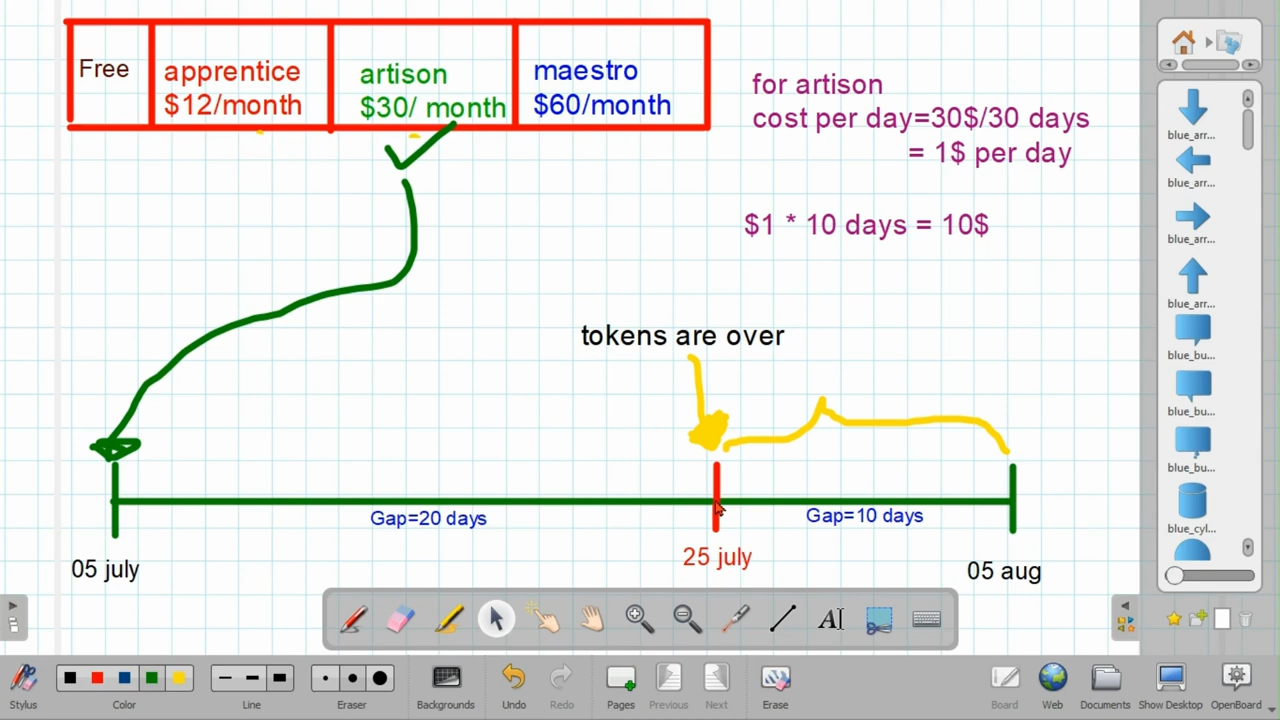 Free
apprentice
$12/month
artison
$30/ month
maestro
$60/month
for artison
cost per day=30$/30 days
= 1$ per day
$1 * 10 days = 10$
tokens are over
Gap=20 days
Gap=10 days
05 july
25 july
05 aug
blue_arr...
blue_arr...
blue_arr...
blue_arr...
blue_bu...
blue_bu...
blue_bu...
blue_cyl...
AI
Stylus
Color
Line
Eraser
Backgrounds
Undo
Redo
Pages
Previous
Next
Erase
Board
Web
Documents
Show Desktop
OpenBoard